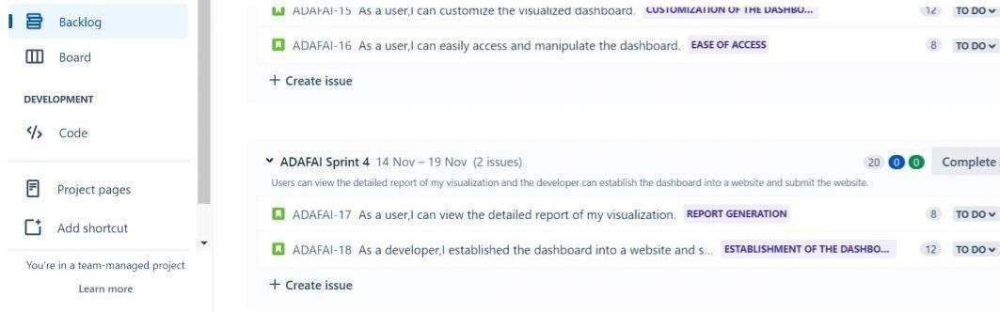 Backlog
Board
DEVELOPMENT
Code
Project pages
Add shortcut
You're in a team-managed project
Learn more
ADAFAI-15 As a user,I can customize the visualized dashboard. CUSTOMIZATION OF THE DASHBO... 12 TO DO
ADAFAI-16 As a user,I can easily access and manipulate the dashboard. EASE OF ACCESS 8 TO DO
+ Create issue
ADAFAI Sprint 4 14 Nov – 19 Nov (2 issues) 20 0 0 Complete
Users can view the detailed report of my visualization and the developer can establish the dashboard into a website and submit the website.
ADAFAI-17 As a user,I can view the detailed report of my visualization. REPORT GENERATION 8 TO DO
ADAFAI-18 As a developer,I established the dashboard into a website and s... ESTABLISHMENT OF THE DASHBO... 12 TO DO
+ Create issue